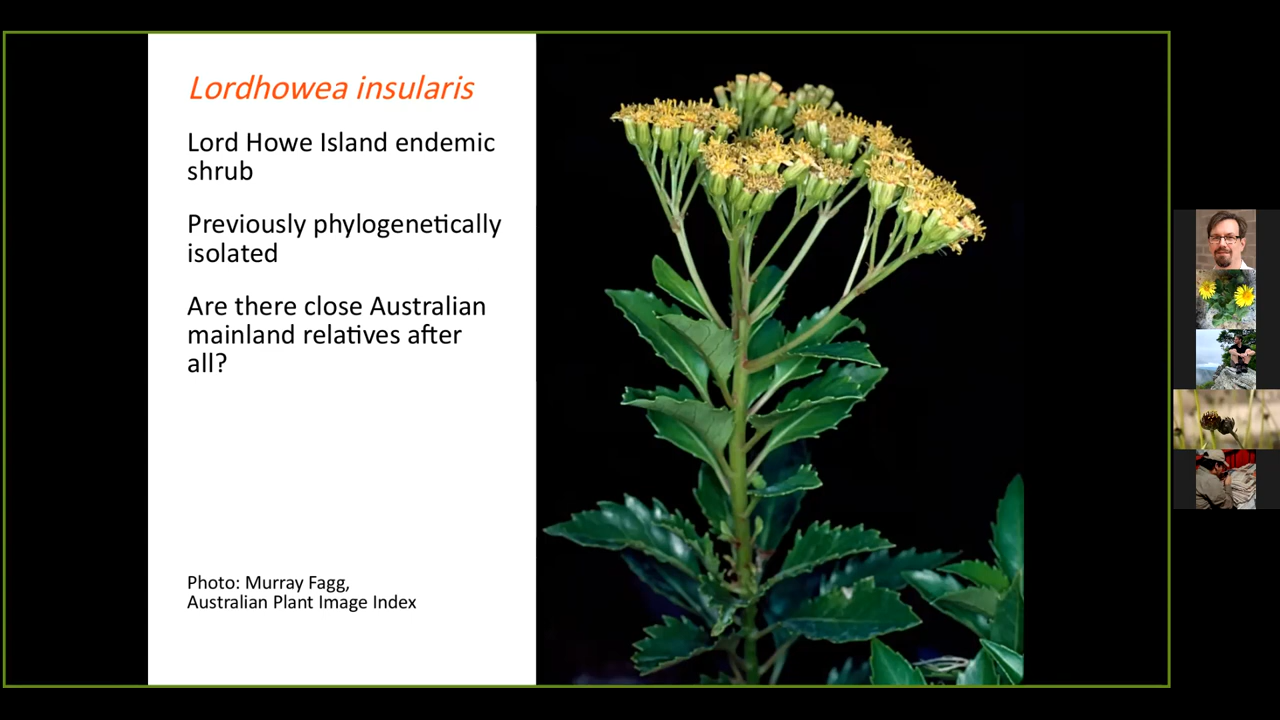 Lordhowea insularis
Lord Howe Island endemic
shrub
Previously phylogenetically
isolated
Are there close Australian
mainland relatives after
all?
Photo: Murray Fagg,
Australian Plant Image Index